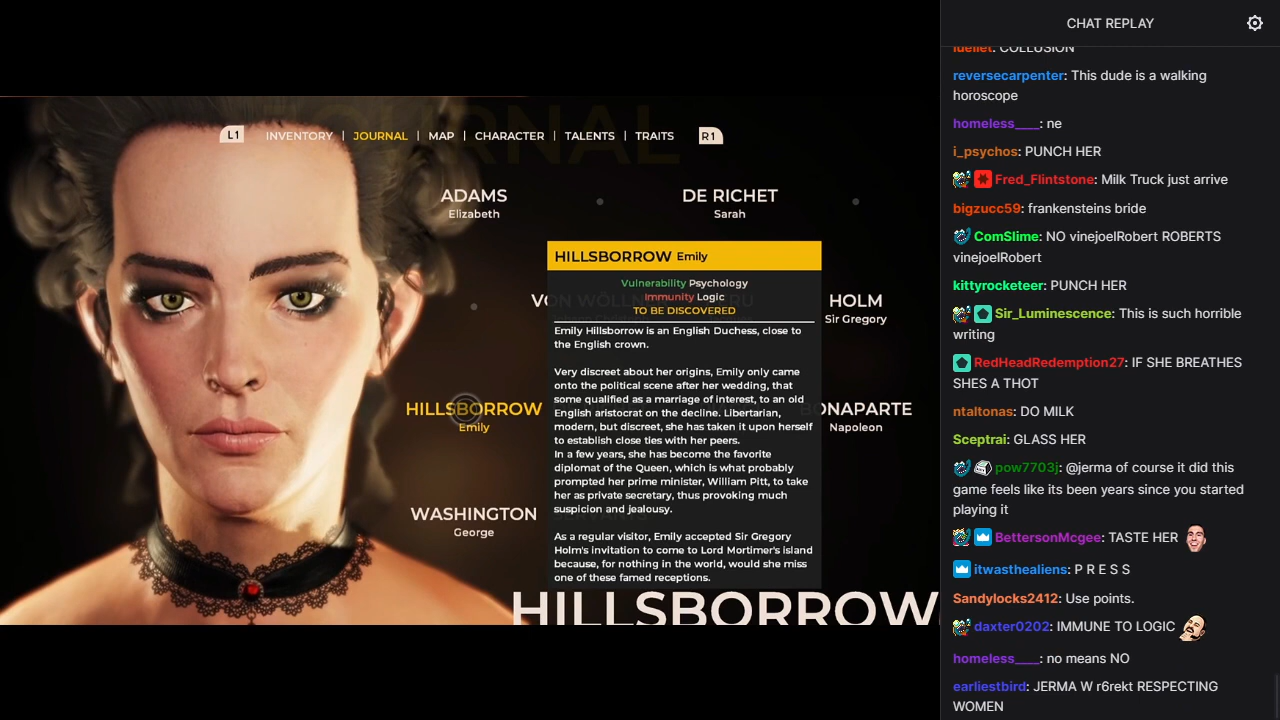 JOURNAL
L1 INVENTORY | JOURNAL | MAP | CHARACTER | TALENTS | TRAITS R1
ADAMS
Elizabeth
DE RICHET
Sarah
HILLSBORROW Emily
Vulnerability Psychology
Immunity Logic
TO BE DISCOVERED
Emily Hillsborrow is an English Duchess, close to
the English crown.
Very discreet about her origins, Emily only came
onto the political scene after her wedding, that
some qualified as a marriage of interest, to an old
English aristocrat on the decline. Libertarian,
modern, but discreet, she has taken it upon herself
to establish close ties with her peers.
In a few years, she has become the favorite
diplomat of the Queen, which is what probably
prompted her prime minister, William Pitt, to take
her as private secretary, thus provoking much
suspicion and jealousy.
As a regular visitor, Emily accepted Sir Gregory
Holm's invitation to come to Lord Mortimer's island
because, for nothing in the world, would she miss
one of these famed receptions.
HOLM
Sir Gregory
HILLSBORROW
Emily
BONAPARTE
Napoleon
WASHINGTON
George
HILLSBORROW
CHAT REPLAY
COLLUSION
reversecarpenter: This dude is a walking
horoscope
homeless____: ne
i_psychos: PUNCH HER
Fred_Flintstone: Milk Truck just arrive
bigzucc59: frankensteins bride
ComSlime: NO vinejoelRobert ROBERTS
vinejoelRobert
kittyrocketeer: PUNCH HER
Sir_Luminescence: This is such horrible
writing
RedHeadRedemption27: IF SHE BREATHES
SHES A THOT
ntaltonas: DO MILK
Sceptrai: GLASS HER
pow7703j: @jerma of course it did this
game feels like its been years since you started
playing it
BettersonMcgee: TASTE HER
itwasthealiens: P R E S S
Sandylocks2412: Use points.
daxter0202: IMMUNE TO LOGIC
homeless____: no means NO
earliestbird: JERMA W r6rekt RESPECTING
WOMEN